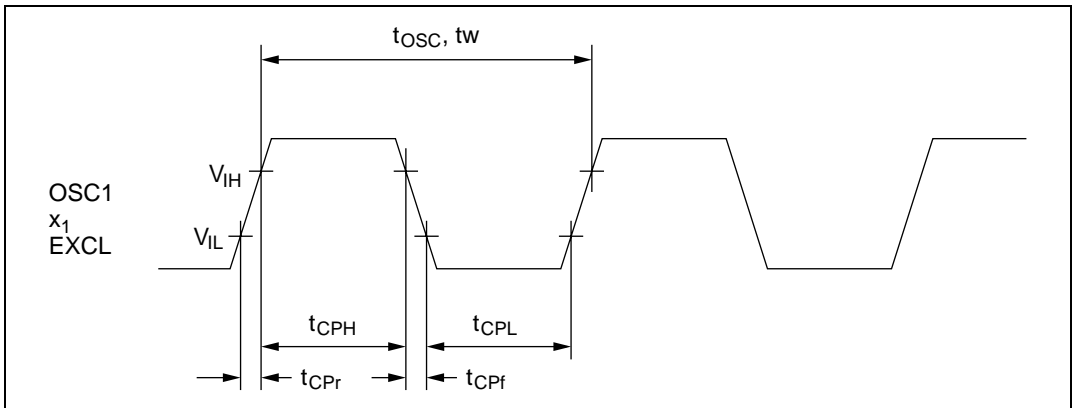 tOSC, tw
VIH
OSC1
x1
EXCL
VIL
tCPH
tCPL
tCPr
tCPf